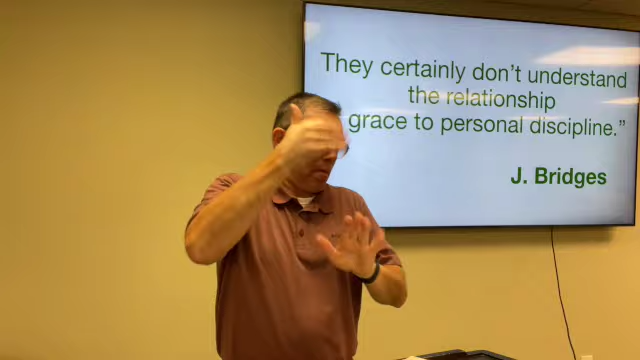 They certainly don't understand
the relationship
grace to personal discipline."
J. Bridges